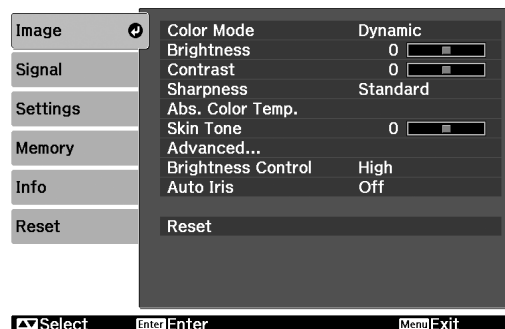 Image
Signal
Settings
Memory
Info
Reset
Color Mode Dynamic
Brightness 0
Contrast 0
Sharpness Standard
Abs. Color Temp.
Skin Tone 0
Advanced...
Brightness Control High
Auto Iris Off
Reset
Select Enter Enter Menu Exit